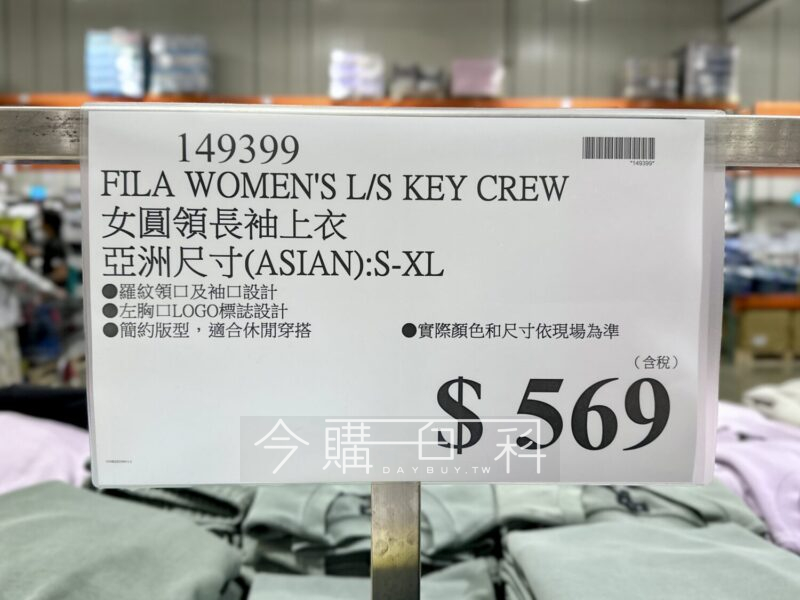 149399
*149399*
FILA WOMEN'S L/S KEY CREW
女圓領長袖上衣
亞洲尺寸(ASIAN):S-XL
●羅紋領口及袖口設計
●左胸口LOGO標誌設計
●簡約版型，適合休閒穿搭
●實際顏色和尺寸依現場為準
（含稅）
$ 569
今購百科
DAYBUY.TW